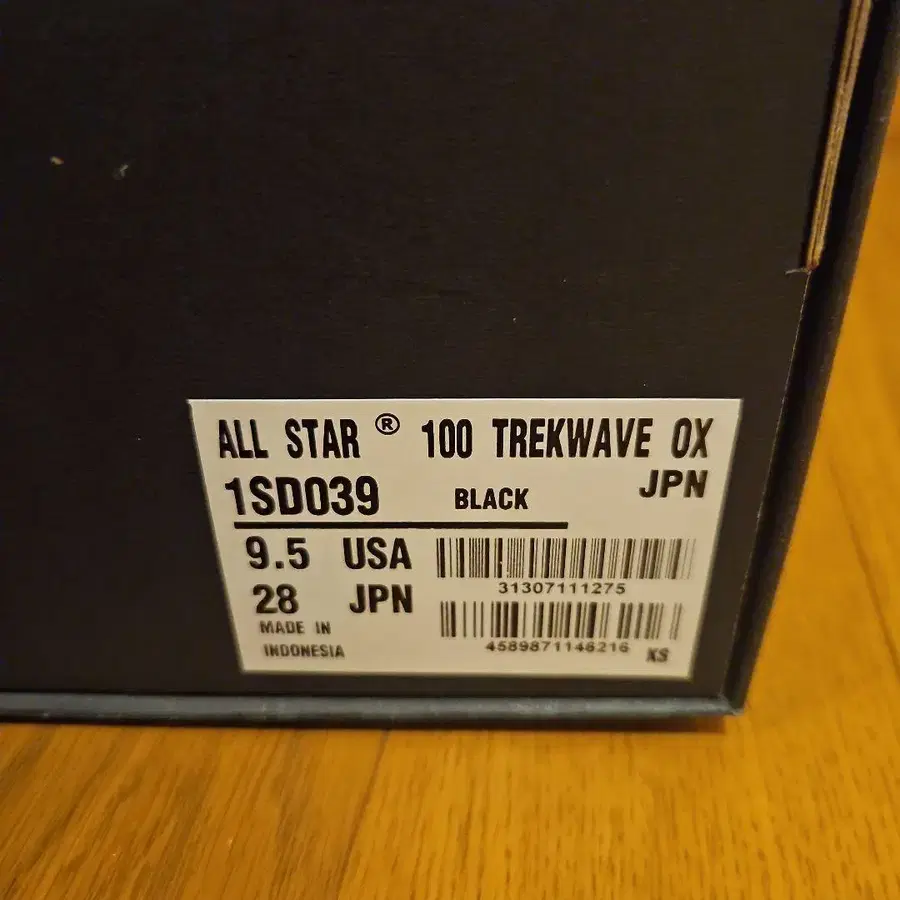 ALL STAR ® 100 TREKWAVE OX
JPN
1SD039 BLACK
9.5 USA
28 JPN
MADE IN
INDONESIA
31307111275
4589871146216 XS